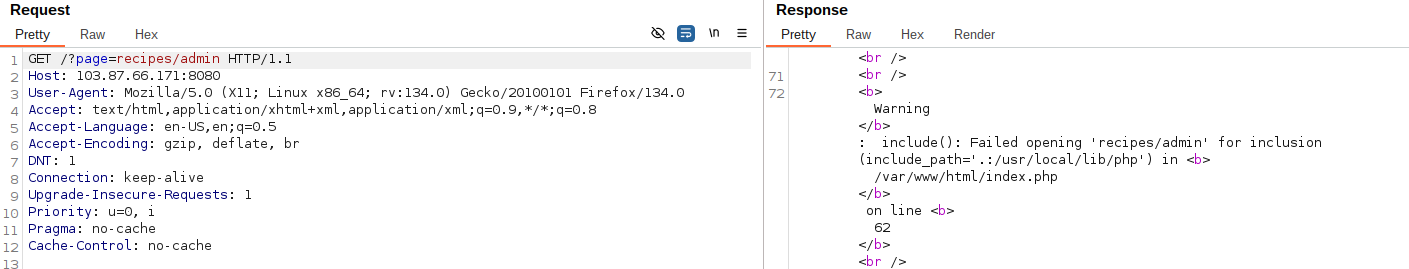 Request
Pretty Raw Hex
\n
1 GET /?page=recipes/admin HTTP/1.1
2 Host: 103.87.66.171:8080
3 User-Agent: Mozilla/5.0 (X11; Linux x86_64; rv:134.0) Gecko/20100101 Firefox/134.0
4 Accept: text/html,application/xhtml+xml,application/xml;q=0.9,*/*;q=0.8
5 Accept-Language: en-US,en;q=0.5
6 Accept-Encoding: gzip, deflate, br
7 DNT: 1
8 Connection: keep-alive
9 Upgrade-Insecure-Requests: 1
10 Priority: u=0, i
11 Pragma: no-cache
12 Cache-Control: no-cache
13
Response
Pretty Raw Hex Render
<br />
71 <br />
72 <b>
Warning
</b>
: include(): Failed opening 'recipes/admin' for inclusion
(include_path='.:/usr/local/lib/php') in <b>
/var/www/html/index.php
</b>
on line <b>
62
</b>
<br />